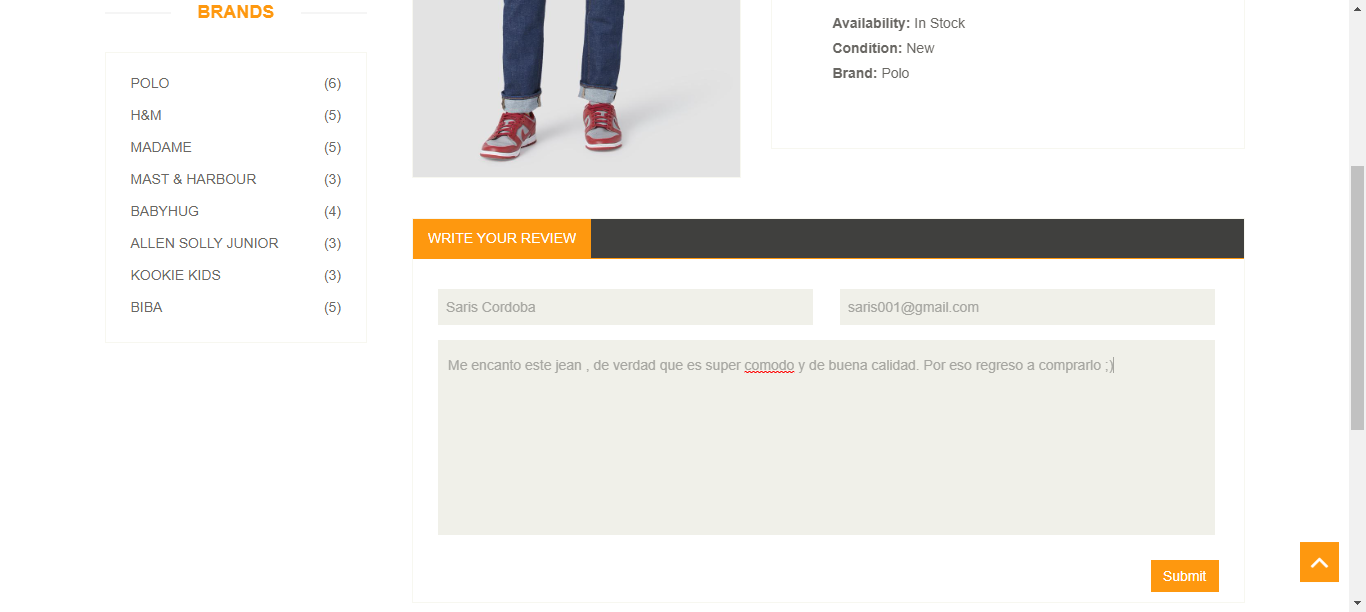 BRANDS
POLO (6)
H&M (5)
MADAME (5)
MAST & HARBOUR (3)
BABYHUG (4)
ALLEN SOLLY JUNIOR (3)
KOOKIE KIDS (3)
BIBA (5)
Availability: In Stock
Condition: New
Brand: Polo
WRITE YOUR REVIEW
Saris Cordoba
saris001@gmail.com
Me encanto este jean , de verdad que es super comodo y de buena calidad. Por eso regreso a comprarlo ;)
Submit